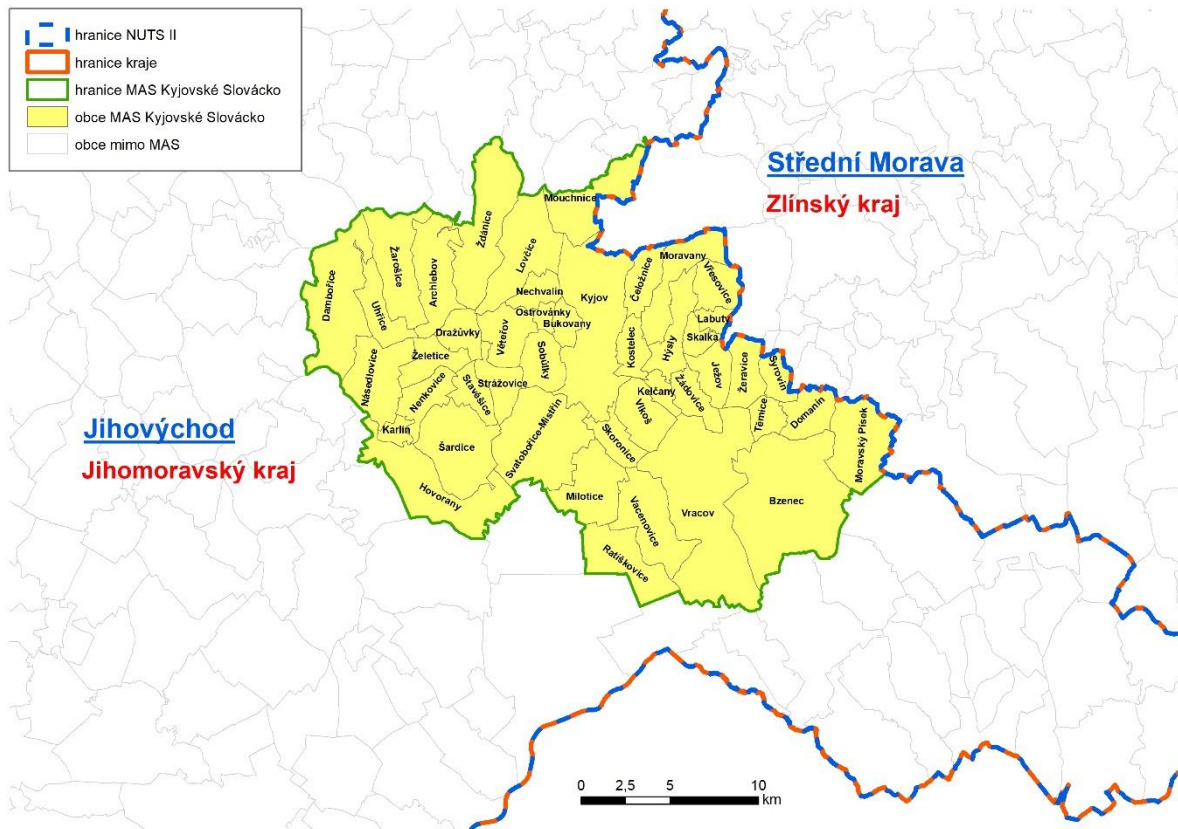 hranice NUTS II
hranice kraje
hranice MAS Kyjovské Slovácko
obce MAS Kyjovské Slovácko
obce mimo MAS
Střední Morava
Zlínský kraj
Jihovýchod
Jihomoravský kraj
Mouchnice
Ždánice
Lovčice
Žarošice
Archlebov
Dambořice
Uhřice
Nechvalín
Ostrovánky
Bukovany
Kyjov
Čeložnice
Moravany
Vřesovice
Labuty
Skalka
Dražůvky
Věteřov
Sobůlky
Kostelec
Hýsly
Ježov
Žeravice
Syrovín
Želetice
Násedlovice
Nenkovice
Stavěšice
Strážovice
Kelčany
Žádovice
Vlkoš
Těmice
Domanín
Moravský Písek
Karlín
Šardice
Svatobořice-Mistřín
Skoronice
Hovorany
Milotice
Vacenovice
Vracov
Bzenec
Ratíškovice
0 2,5 5 10
km